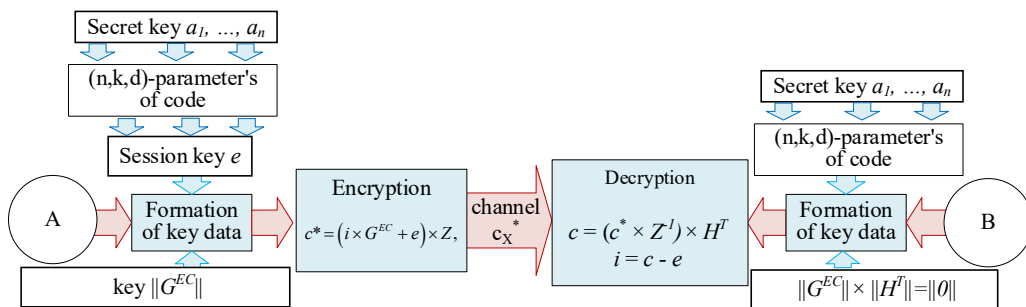 Secret key a₁, ..., aₙ
(n,k,d)-parameter's
of code
Session key e
A
Formation
of key data
key ||G^EC||
Encryption
c* = (i × G^EC + e) × Z,
channel
c_X^*
Decryption
c = (c^* × Z^-1) × H^T
i = c - e
Secret key a₁, ..., aₙ
(n,k,d)-parameter's
of code
Formation
of key data
B
||G^EC|| × ||H^T||=||0||